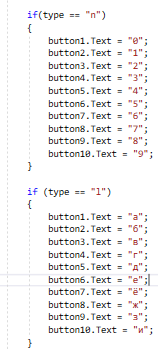 if(type == "n")
{
button1.Text = "0";
button2.Text = "1";
button3.Text = "2";
button4.Text = "3";
button5.Text = "4";
button6.Text = "5";
button7.Text = "6";
button8.Text = "7";
button9.Text = "8";
button10.Text = "9";
}
if (type == "l")
{
button1.Text = "а";
button2.Text = "б";
button3.Text = "в";
button4.Text = "г";
button5.Text = "д";
button6.Text = "е";
button7.Text = "ё";
button8.Text = "ж";
button9.Text = "з";
button10.Text = "и";
}